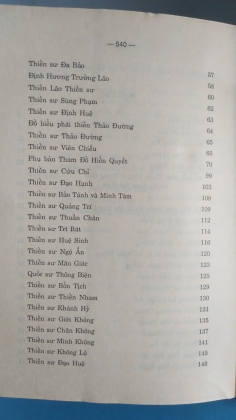 — 540 —
Thiền sư Đa Bảo 57
Định Hương Trưởng Lão 58
Thiền Lão Thiền sư 60
Thiền sư Sùng Phạm 62
Thiền sư Định Huệ 63
Đồ biểu phái thiền Thảo Đường 64
Thiền sư Thảo Đường 65
Thiền sư Viên Chiếu 66
Phụ bản Tham Đồ Hiển Quyết 79
Thiền sư Cứu Chỉ 99
Thiền sư Đạo Hạnh 103
Thiền sư Bảo Tánh và Minh Tâm 108
Thiền sư Quảng Trí 109
Thiền sư Thuần Chân 112
Thiền sư Trì Bát 114
Thiền sư Huệ Sinh 116
Thiền sư Ngộ Ấn 120
Thiền sư Mãn Giác 123
Quốc sư Thông Biện 125
Thiền sư Bổn Tịch 129
Thiền sư Thiền Nham 130
Thiền sư Khánh Hỷ 131
Thiền sư Giới Không 135
Thiền sư Chân Không 137
Thiền sư Minh Không 141
Thiền sư Không Lộ 145
Thiền sư Đạo Huệ 148